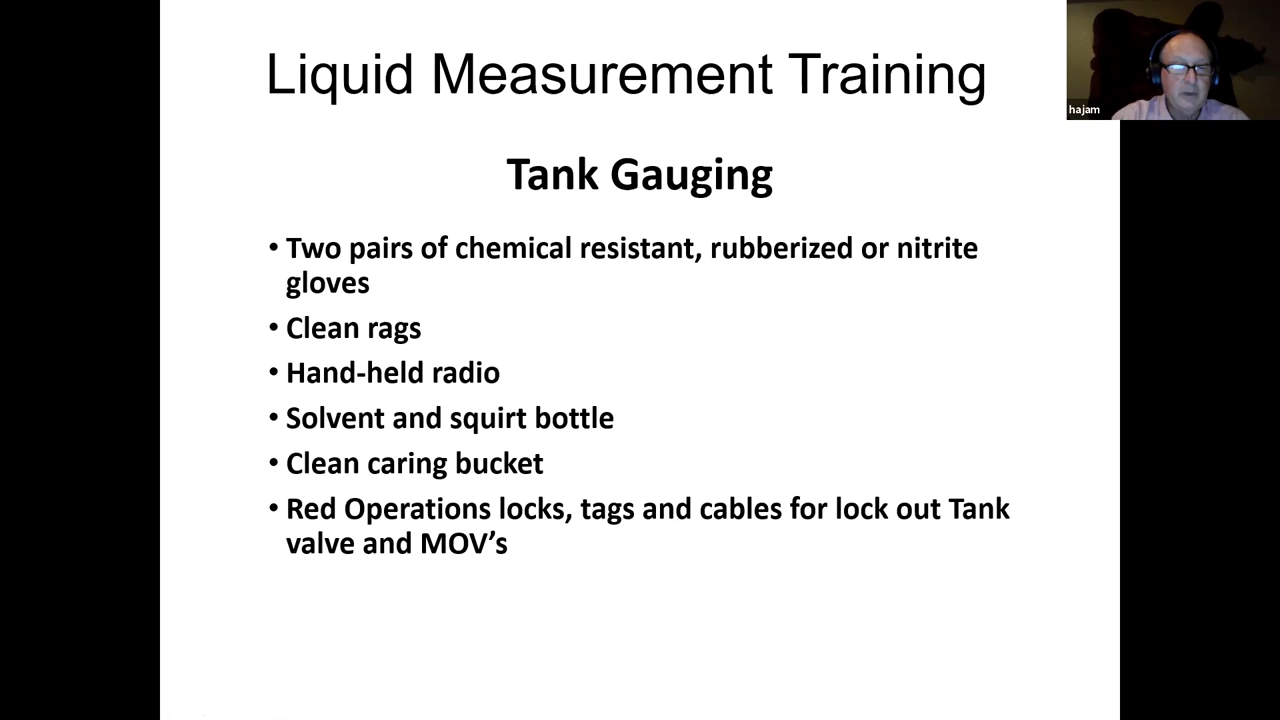 Liquid Measurement Training
hajam
Tank Gauging
• Two pairs of chemical resistant, rubberized or nitrite
gloves
• Clean rags
• Hand-held radio
• Solvent and squirt bottle
• Clean caring bucket
• Red Operations locks, tags and cables for lock out Tank
valve and MOV’s